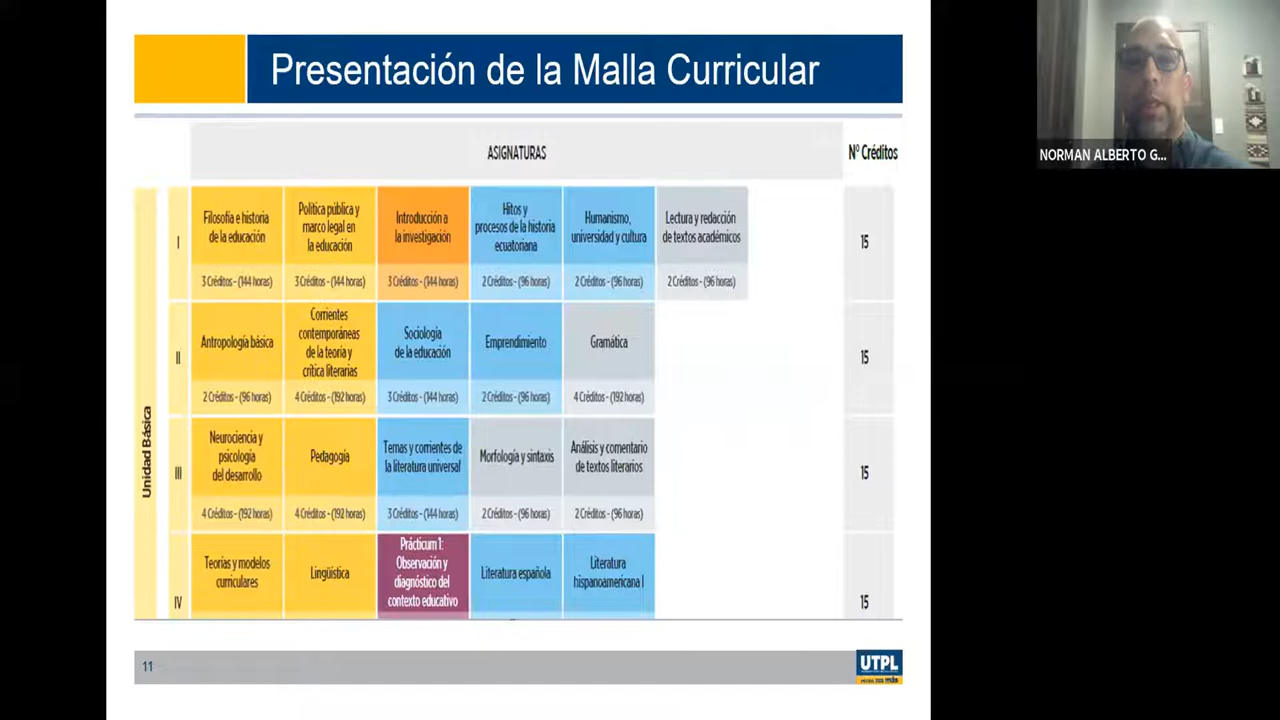 Presentación de la Malla Curricular
ASIGNATURAS
Nº Créditos
Unidad Básica
I
Filosofía e historia
de la educación
3 Créditos - (144 horas)
Política pública y
marco legal en
la educación
3 Créditos - (144 horas)
Introducción a
la investigación
3 Créditos - (144 horas)
Hitos y
procesos de la historia
ecuatoriana
2 Créditos - (96 horas)
Humanismo,
universidad y cultura
2 Créditos - (96 horas)
Lectura y redacción
de textos académicos
2 Créditos - (96 horas)
15
II
Antropología básica
2 Créditos - (96 horas)
Corrientes
contemporáneas
de la teoría y
crítica literarias
4 Créditos - (192 horas)
Sociología
de la educación
3 Créditos - (144 horas)
Emprendimiento
2 Créditos - (96 horas)
Gramática
4 Créditos - (192 horas)
15
III
Neurociencia y
psicología
del desarrollo
4 Créditos - (192 horas)
Pedagogía
4 Créditos - (192 horas)
Temas y corrientes de
la literatura universal
3 Créditos - (144 horas)
Morfología y sintaxis
2 Créditos - (96 horas)
Análisis y comentario
de textos literarios
2 Créditos - (96 horas)
15
IV
Teorías y modelos
curriculares
Lingüística
Prácticum 1:
Observación y
diagnóstico del
contexto educativo
Literatura española
Literatura
hispanoamericana I
15
11
UTPL
NORMAN ALBERTO G...